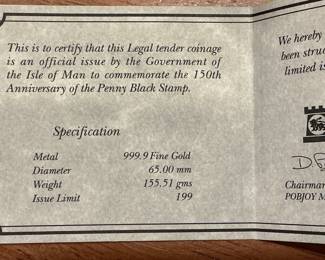 This is to certify that this Legal tender coinage
is an official issue by the Government of
the Isle of Man to commemorate the 150th
Anniversary of the Penny Black Stamp.
Specification
Metal 999.9 Fine Gold
Diameter 65.00 mm
Weight 155.51 gms
Issue Limit 199
We hereby
been struc
limited is
Chairman
POBJOY M